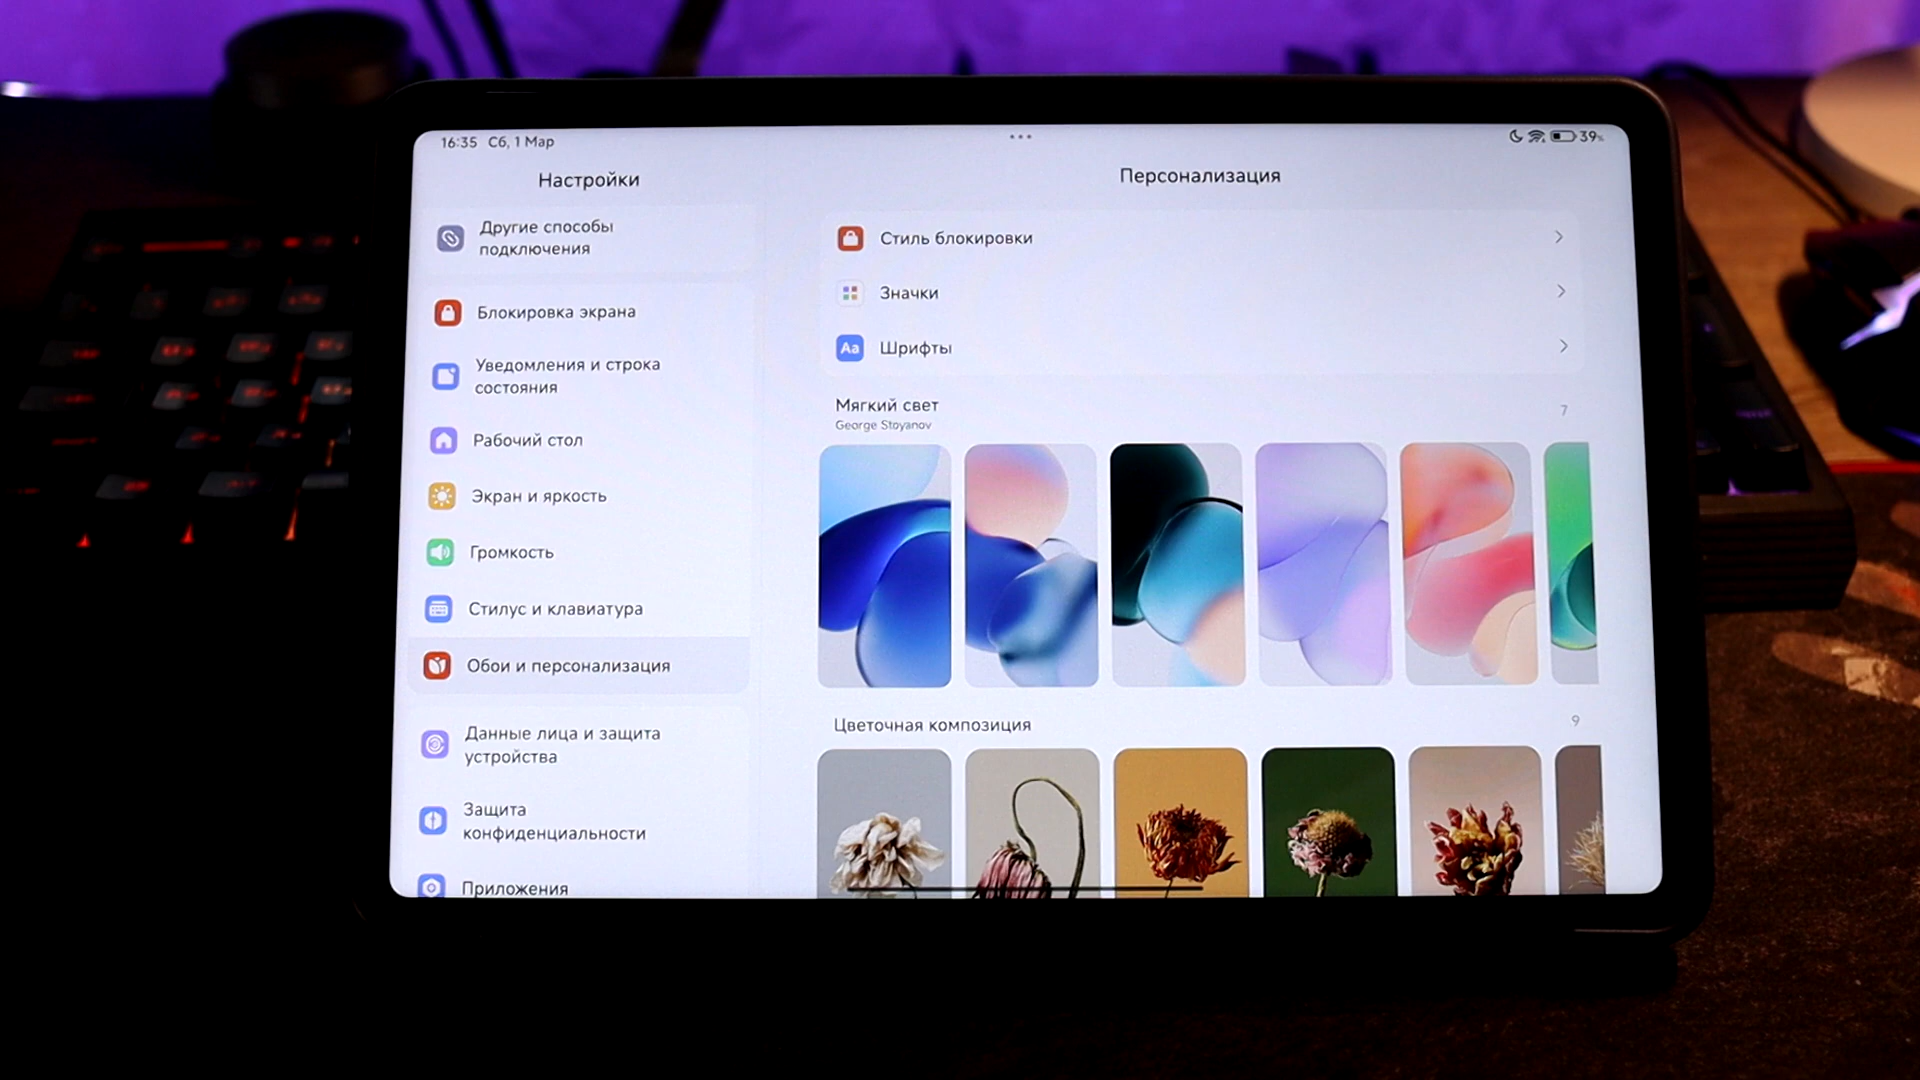 16:35 Сб, 1 Мар
39%
Настройки
Другие способы
подключения
Блокировка экрана
Уведомления и строка
состояния
Рабочий стол
Экран и яркость
Громкость
Стилус и клавиатура
Обои и персонализация
Данные лица и защита
устройства
Защита
конфиденциальности
Приложения
Персонализация
Стиль блокировки
Значки
Aa Шрифты
Мягкий свет
7
George Stoyanov
Цветочная композиция
9